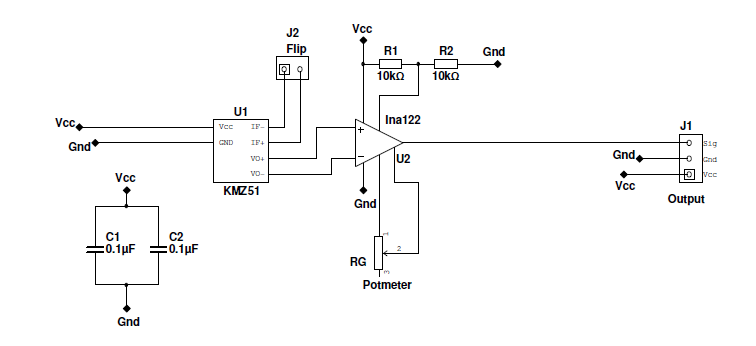 J2
Flip
Vcc
R1
R2
Gnd
10kΩ
10kΩ
U1
Vcc
Vcc
IF-
Gnd
GND
IF+
VO+
VO-
KMZ51
+
-
Ina122
U2
Gnd
J1
Sig
Gnd
Gnd
Vcc
Vcc
Output
Vcc
C1
0.1µF
C2
0.1µF
Gnd
1
2
3
RG
Potmeter